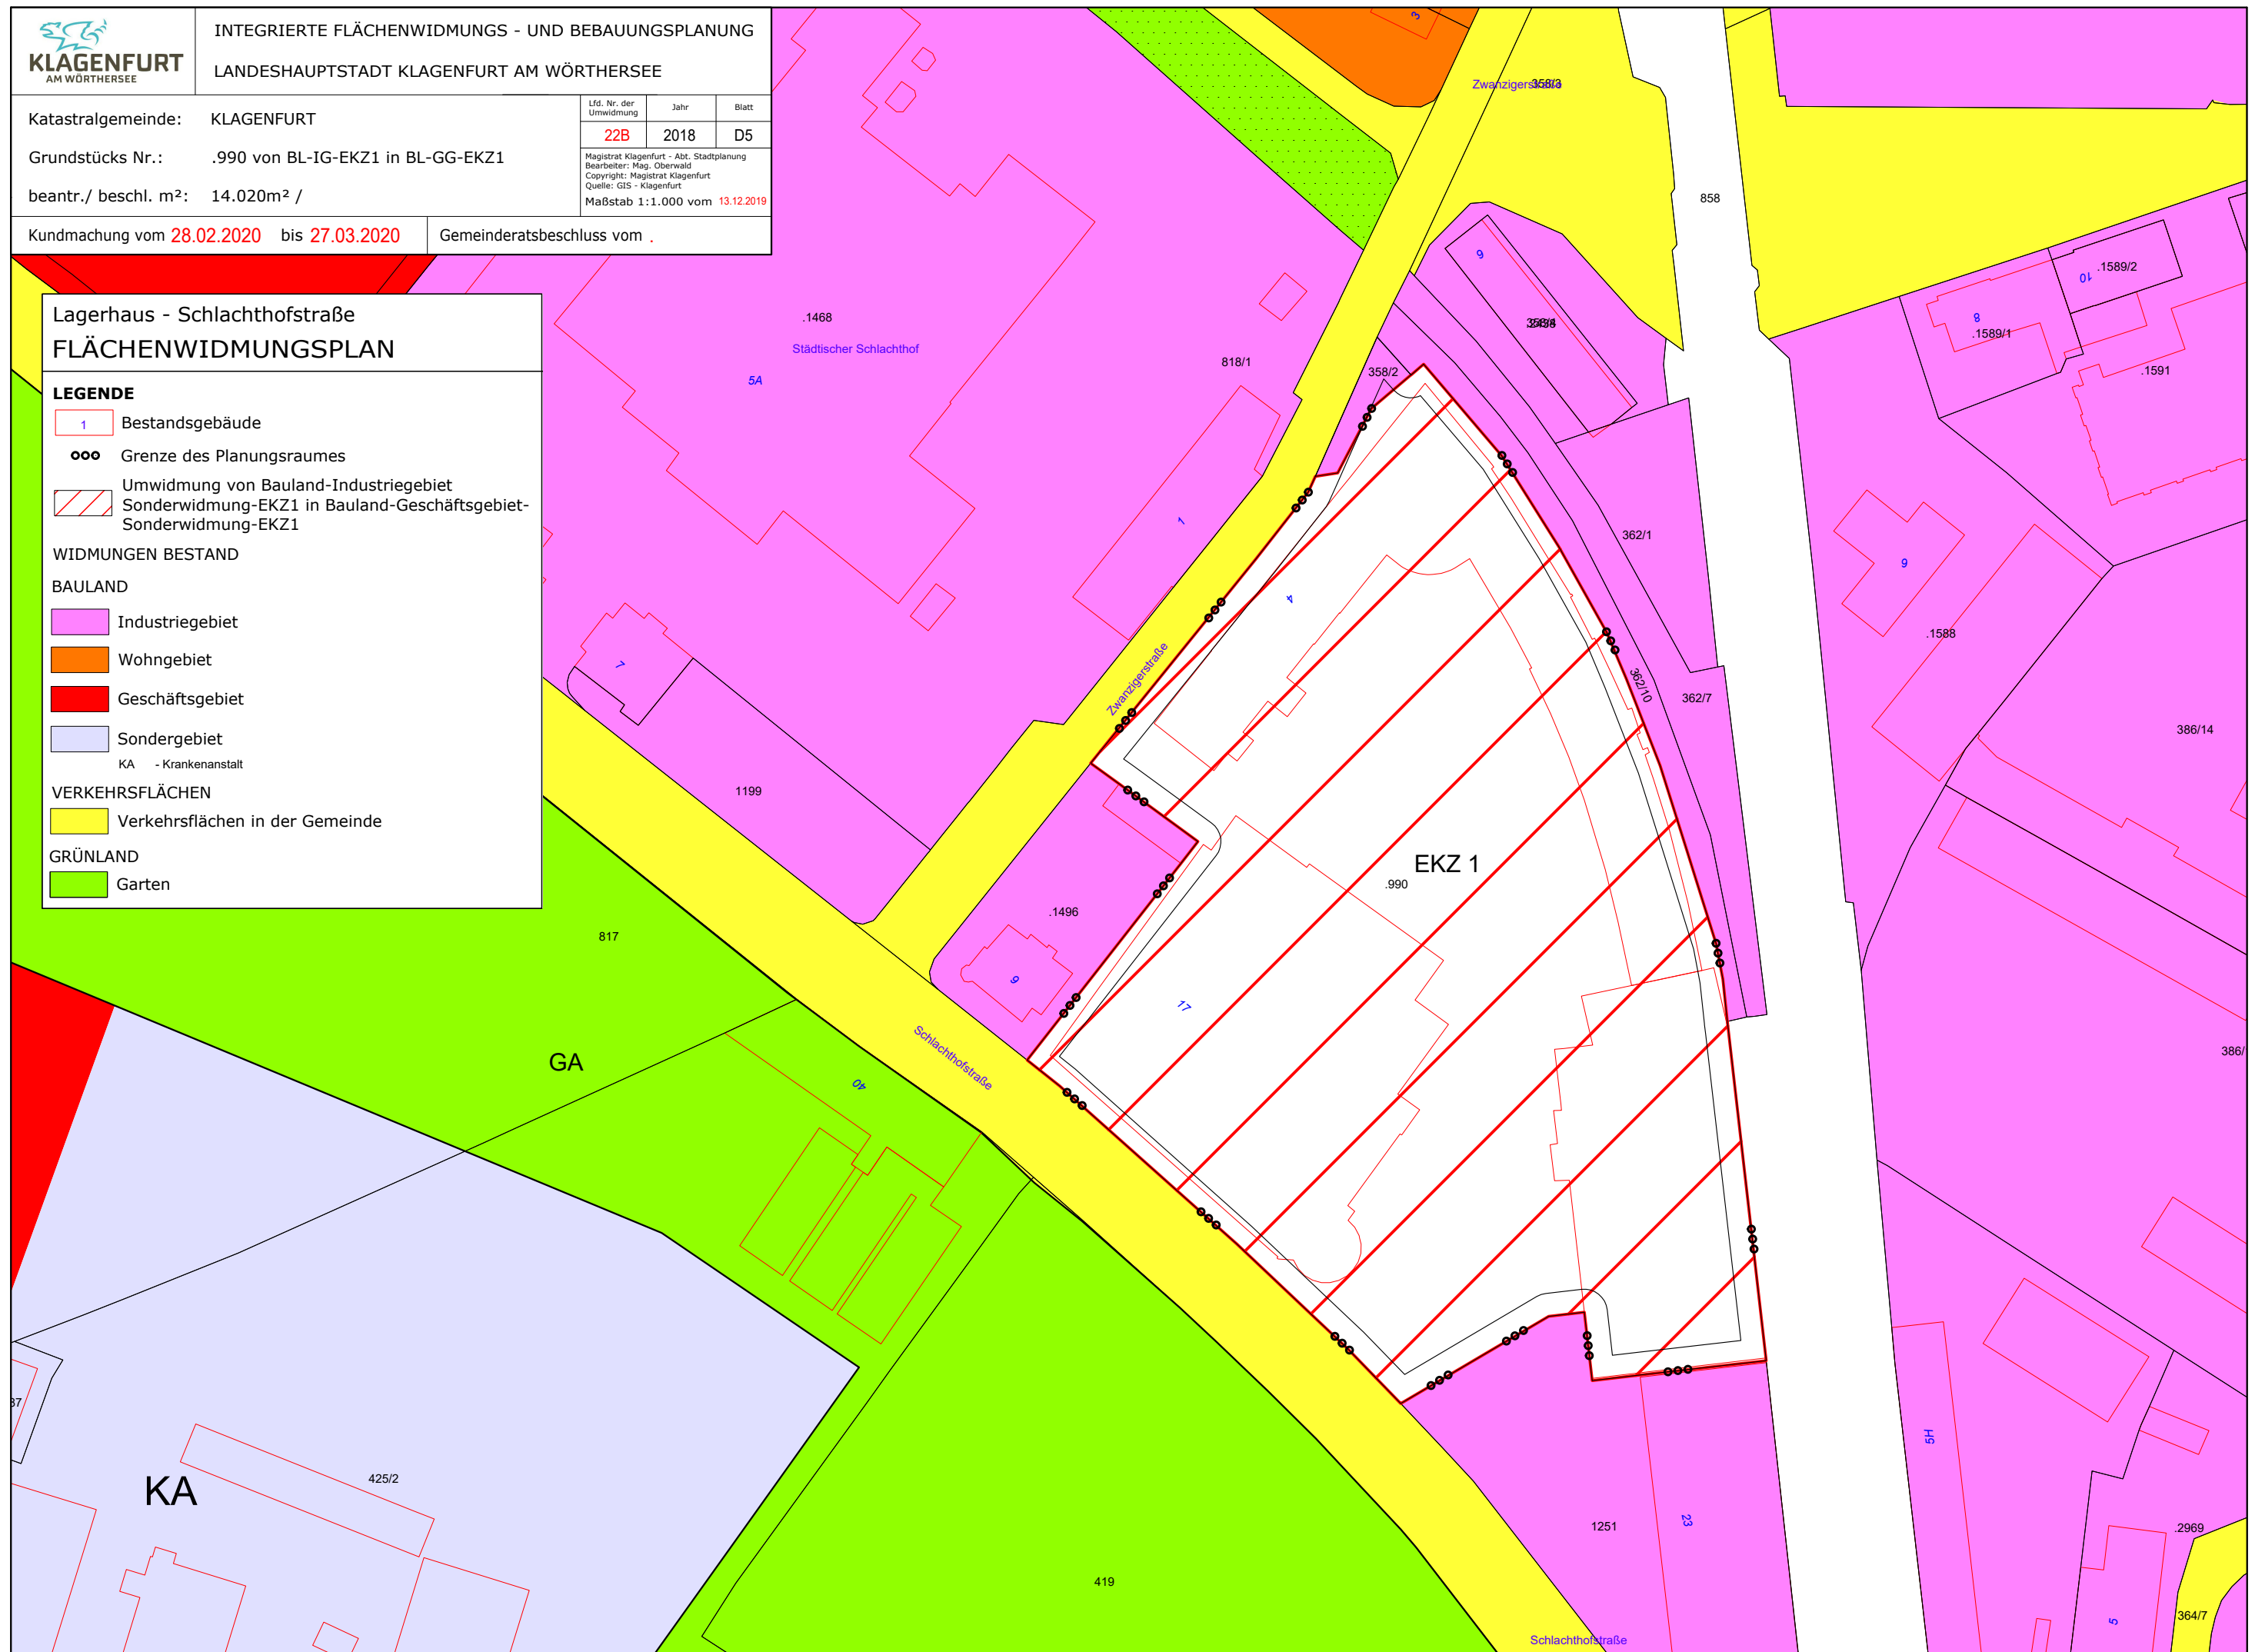 KLAGENFURT
AM WÖRTHERSEE
INTEGRIERTE FLÄCHENWIDMUNGS - UND BEBAUUNGSPLANUNG
LANDESHAUPTSTADT KLAGENFURT AM WÖRTHERSEE
Katastralgemeinde: KLAGENFURT
Grundstücks Nr.: .990 von BL-IG-EKZ1 in BL-GG-EKZ1
beantr./ beschl. m²: 14.020m² /
Lfd. Nr. der Umwidmung Jahr Blatt
22B 2018 D5
Magistrat Klagenfurt - Abt. Stadtplanung
Bearbeiter: Mag. Oberwald
Copyright: Magistrat Klagenfurt
Quelle: GIS - Klagenfurt
Maßstab 1:1.000 vom 13.12.2019
Kundmachung vom 28.02.2020 bis 27.03.2020
Gemeinderatsbeschluss vom .
Lagerhaus - Schlachthofstraße
FLÄCHENWIDMUNGSPLAN
LEGENDE
1 Bestandsgebäude
Grenze des Planungsraumes
Umwidmung von Bauland-Industriegebiet
Sonderwidmung-EKZ1 in Bauland-Geschäftsgebiet-
Sonderwidmung-EKZ1
WIDMUNGEN BESTAND
BAULAND
Industriegebiet
Wohngebiet
Geschäftsgebiet
Sondergebiet
KA - Krankenanstalt
VERKEHRSFLÄCHEN
Verkehrsflächen in der Gemeinde
GRÜNLAND
Garten
3
Zwanzigerstraße
358/3
858
.1468
Städtischer Schlachthof
5A
818/1
358/2
358/4
10
.1589/2
8
.1589/1
.1591
1
4
362/1
.1588
7
Zwanzigerstraße
362/10
362/7
386/14
1199
EKZ 1
.990
.1496
817
17
Schlachthofstraße
GA
40
386/
KA
425/2
5H
1251
23
.2969
419
5
364/7
Schlachthofstraße